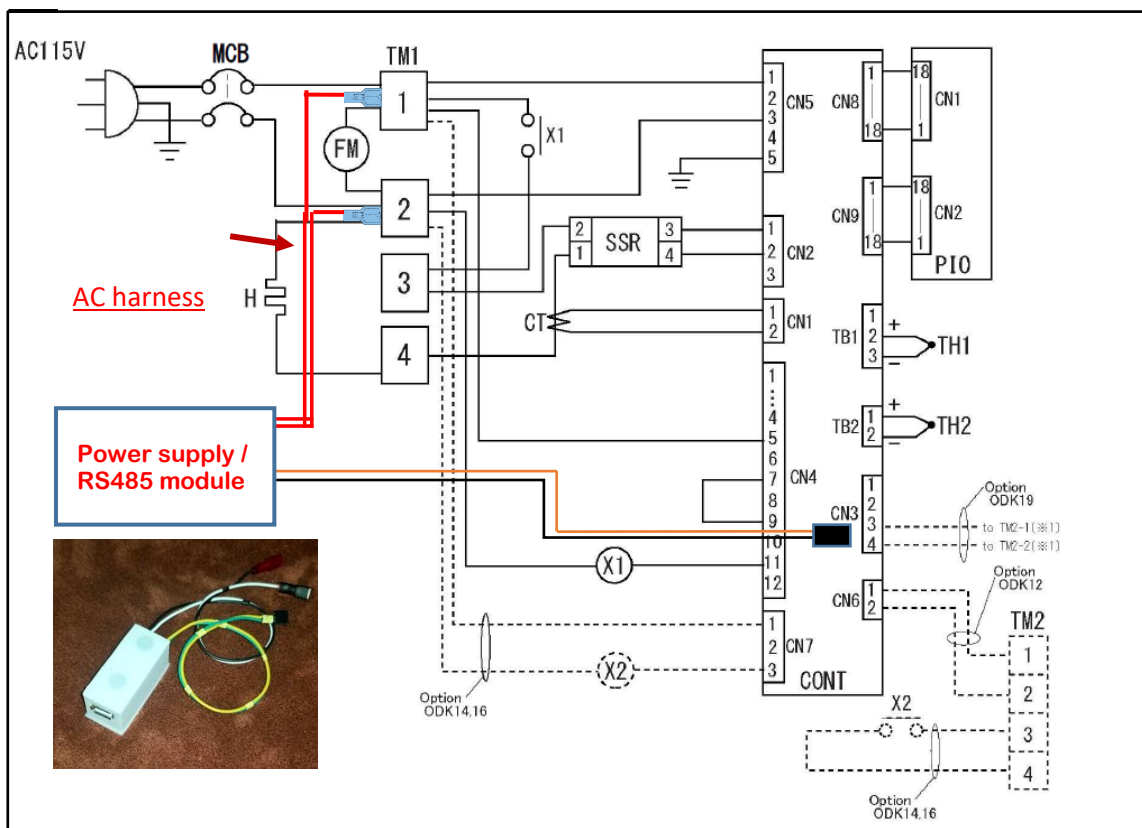 AC115V
MCB
TM1
1
FM
2
3
4
X1
H
AC harness
Power supply /
RS485 module
2
1
SSR
3
4
CT
X1
X2
Option
ODK14,16
1
2
3
4
5
CN5
1
2
3
CN2
1
2
CN1
1
4
5
6
7
8
9
10
11
12
CN4
1
2
3
CN7
CONT
CN8
1
18
18
1
CN1
CN9
1
18
18
1
CN2
PIO
TB1
1
2
3
+
−
TH1
TB2
1
2
+
−
TH2
CN3
1
2
3
4
Option
ODK19
to TM2-1(※1)
to TM2-2(※1)
CN6
1
2
Option
ODK12
TM2
1
2
3
4
X2
Option
ODK14,16